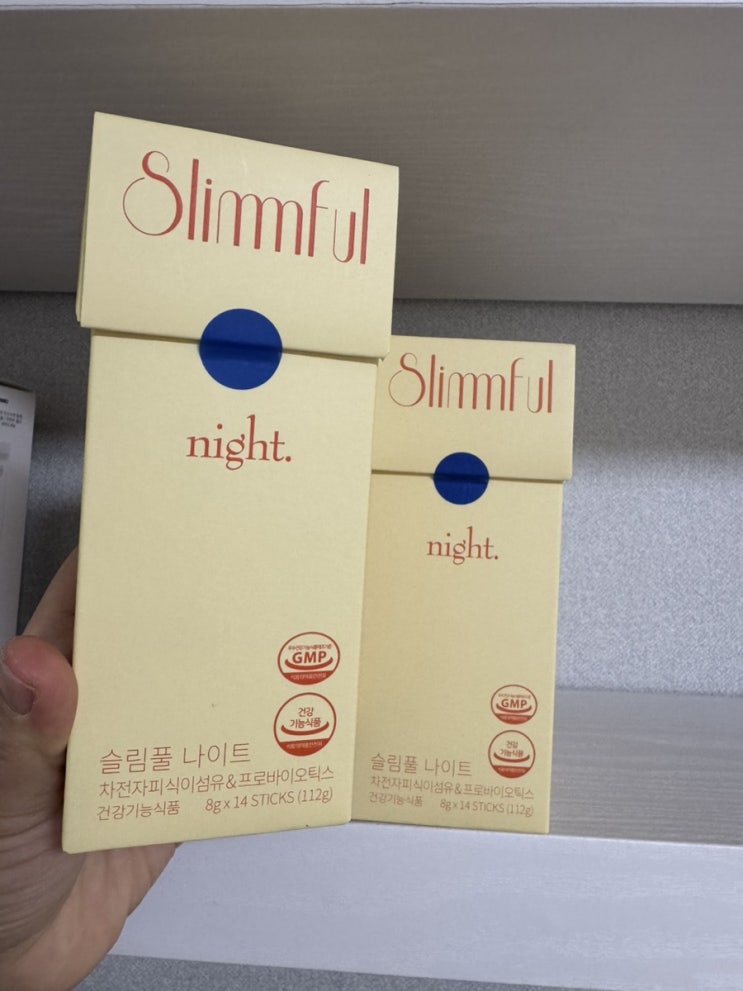 Slimmful
night.
GMP
건강
기능식품
슬림풀 나이트
차전자피식이섬유&프로바이오틱스
건강기능식품 8g x 14 STICKS (112g)
Slimmful
night.
GMP
건강
기능식품
슬림풀 나이트
차전자피식이섬유&프로바이오틱스
건강기능식품 8g x 14 STICKS (112g)